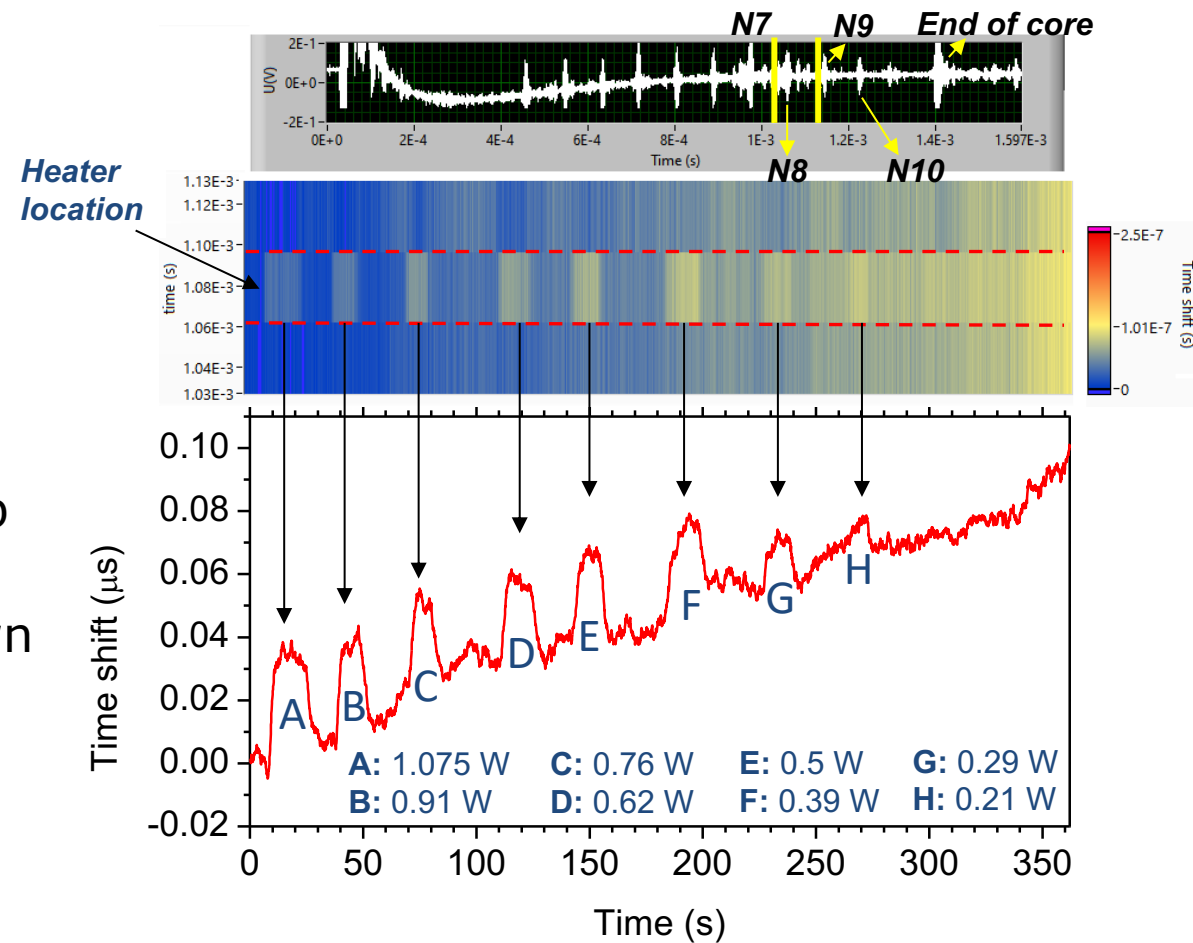 N7 N9 End of core
2E-1
0E+0
-2E-1
U(V)
0E+0 2E-4 4E-4 6E-4 8E-4 1E-3 1.2E-3 1.4E-3 1.597E-3
Time (s)
N8 N10
Heater
location
1.13E-3
1.12E-3
1.10E-3
1.08E-3
1.06E-3
1.04E-3
1.03E-3
time (s)
2.5E-7
1.01E-7
0
Time shift (s)
0.10
0.08
0.06
0.04
0.02
0.00
-0.02
Time shift (μs)
A B C D E F G H
A: 1.075 W C: 0.76 W E: 0.5 W G: 0.29 W
B: 0.91 W D: 0.62 W F: 0.39 W H: 0.21 W
0 50 100 150 200 250 300 350
Time (s)